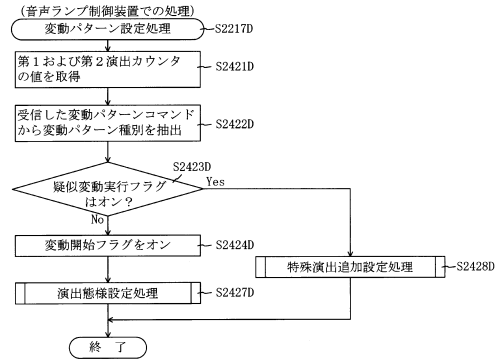 (音声ランプ制御装置での処理)
変動パターン設定処理
S2217D
第１および第２演出カウンタ
の値を取得
S2421D
受信した変動パターンコマンド
から変動パターン種別を抽出
S2422D
S2423D
疑似変動実行フラグ
はオン？
Yes
No
変動開始フラグをオン
S2424D
特殊演出追加設定処理
S2428D
演出態様設定処理
S2427D
終　了